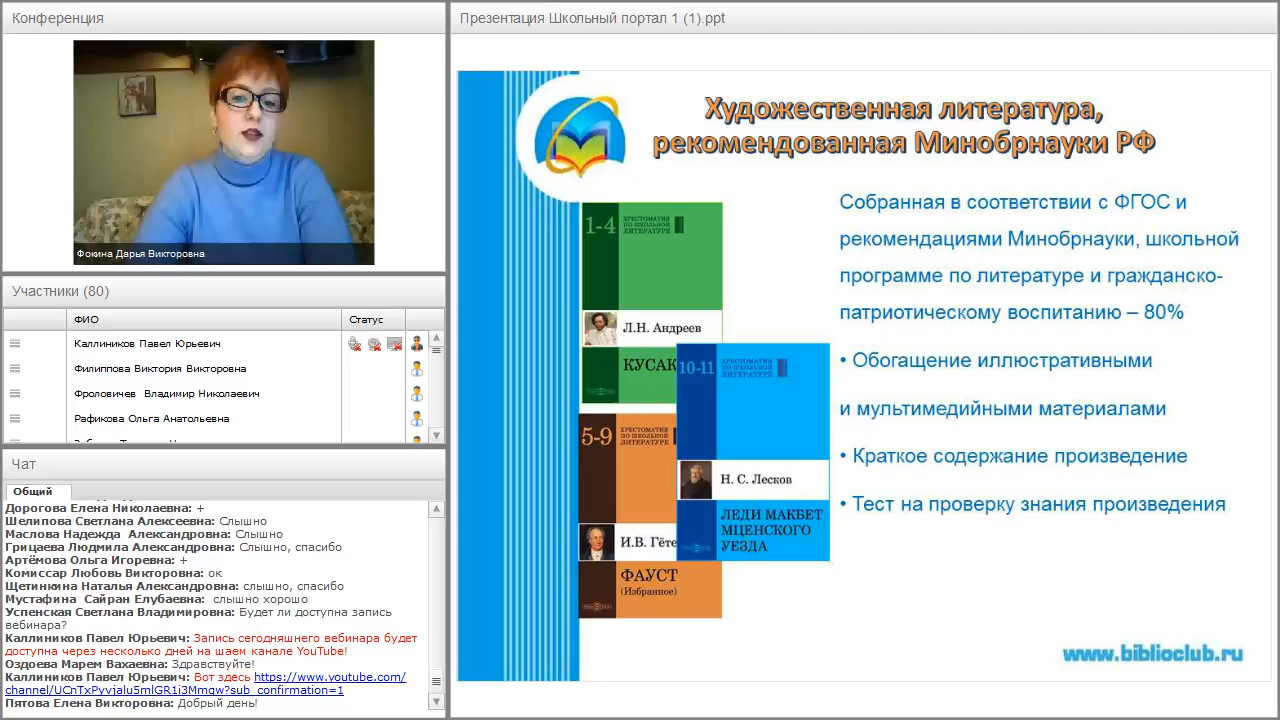 Конференция
Фокина Дарья Викторовна
Участники (80)
ФИО
Статус
Каллиников Павел Юрьевич
Филиппова Виктория Викторовна
Фроловичев Владимир Николаевич
Рафикова Ольга Анатольевна
Чат
Общий
Дорогова Елена Николаевна: +
Шелипова Светлана Алексеевна: Слышно
Маслова Надежда Александровна: Слышно
Грицаева Людмила Александровна: Слышно, спасибо
Артёмова Ольга Игоревна: +
Комиссар Любовь Викторовна: ок
Щетинкина Наталья Александровна: слышно, спасибо
Мустафина Сайран Елубаевна: слышно хорошо
Успенская Светлана Владимировна: Будет ли доступна запись
вебинара?
Каллиников Павел Юрьевич: Запись сегодняшнего вебинара будет
доступна через несколько дней на шаем канале YouTube!
Оздоева Марем Вахаевна: Здравствуйте!
Каллиников Павел Юрьевич: Вот здесь https://www.youtube.com/
channel/UCnTxPyvjalu5mlGR1j3Mmqw?sub_confirmation=1
Пятова Елена Викторовна: Добрый день!
Презентация Школьный портал 1 (1).ppt
Художественная литература,
рекомендованная Минобрнауки РФ
1-4
ХРЕСТОМАТИЯ
ПО ШКОЛЬНОЙ
ЛИТЕРАТУРЕ
Л.Н. Андреев
КУСАК
5-9
ХРЕСТОМАТИЯ
ПО ШКОЛЬНОЙ
ЛИТЕРАТУРЕ
И.В. Гёте
ФАУСТ
(Избранное)
10-11
ХРЕСТОМАТИЯ
ПО ШКОЛЬНОЙ
ЛИТЕРАТУРЕ
Н. С. Лесков
ЛЕДИ МАКБЕТ
МЦЕНСКОГО
УЕЗДА
Собранная в соответствии с ФГОС и
рекомендациями Минобрнауки, школьной
программе по литературе и гражданско-
патриотическому воспитанию – 80%
• Обогащение иллюстративными
и мультимедийными материалами
• Краткое содержание произведение
• Тест на проверку знания произведения
www.biblioclub.ru